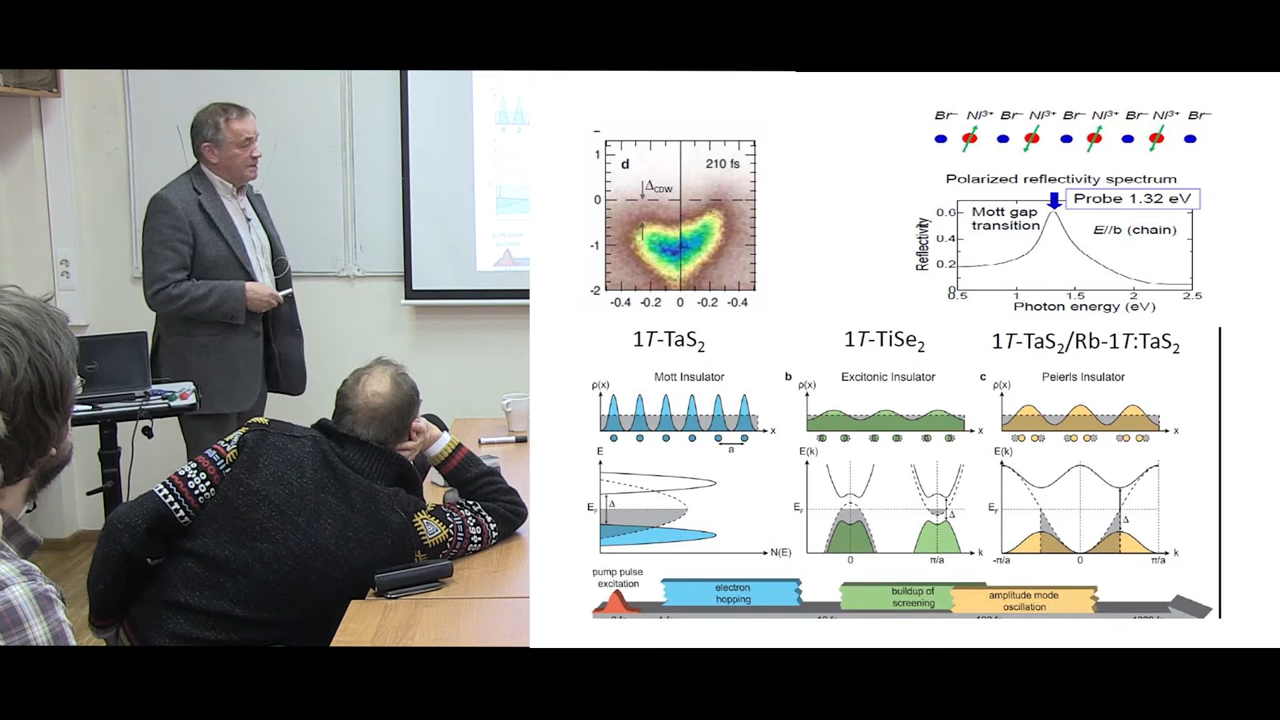 Br⁻ Ni³⁺ Br⁻ Ni³⁺ Br⁻ Ni³⁺ Br⁻ Ni³⁺ Br⁻
1
0
-1
-2
d
210 fs
Δ_CDW
-0.4 -0.2 0 -0.2 -0.4
Polarized reflectivity spectrum
Probe 1.32 eV
Mott gap
transition
E//b (chain)
Reflectivity
0.6
0.4
0.2
0
0.5 1 1.5 2 2.5
Photon energy (eV)
1T-TaS₂
1T-TiSe₂
1T-TaS₂/Rb-1T:TaS₂
Mott Insulator
b Excitonic Insulator
c Peierls Insulator
ρ(x)
x
a
ρ(x)
x
ρ(x)
x
E
E_F
Δ
N(E)
E(k)
E_F
Δ
0 π/a k
E(k)
E_F
Δ
-π/a 0 π/a k
pump pulse
excitation
electron
hopping
buildup of
screening
amplitude mode
oscillation